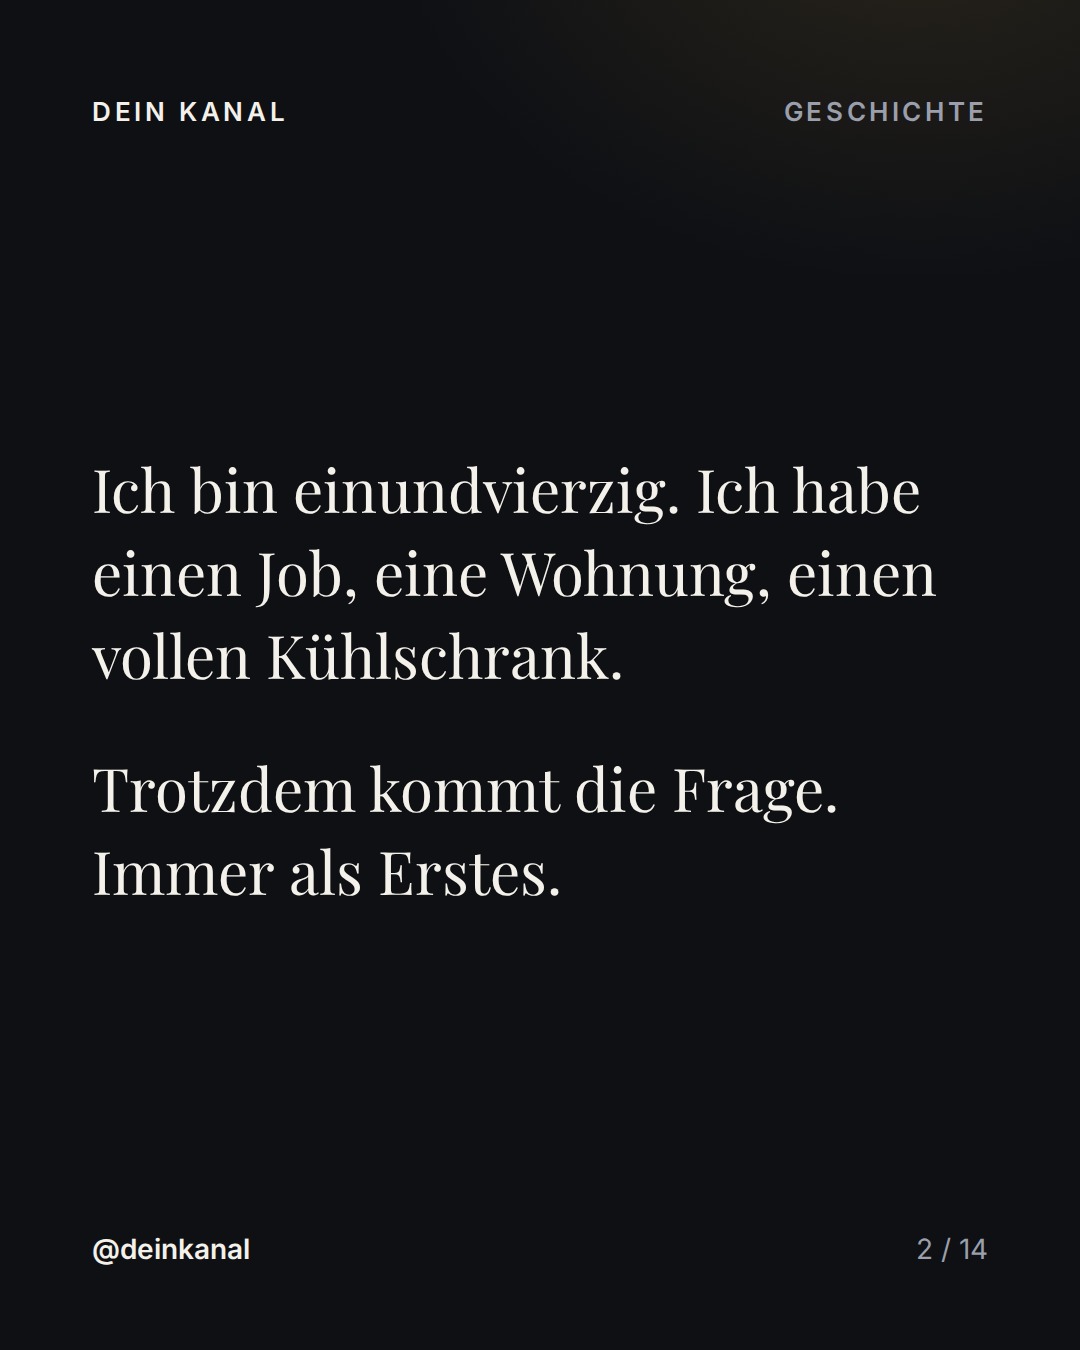 DEIN KANAL
GESCHICHTE
Ich bin einundvierzig. Ich habe
einen Job, eine Wohnung, einen
vollen Kühlschrank.
Trotzdem kommt die Frage.
Immer als Erstes.
@deinkanal
2 / 14